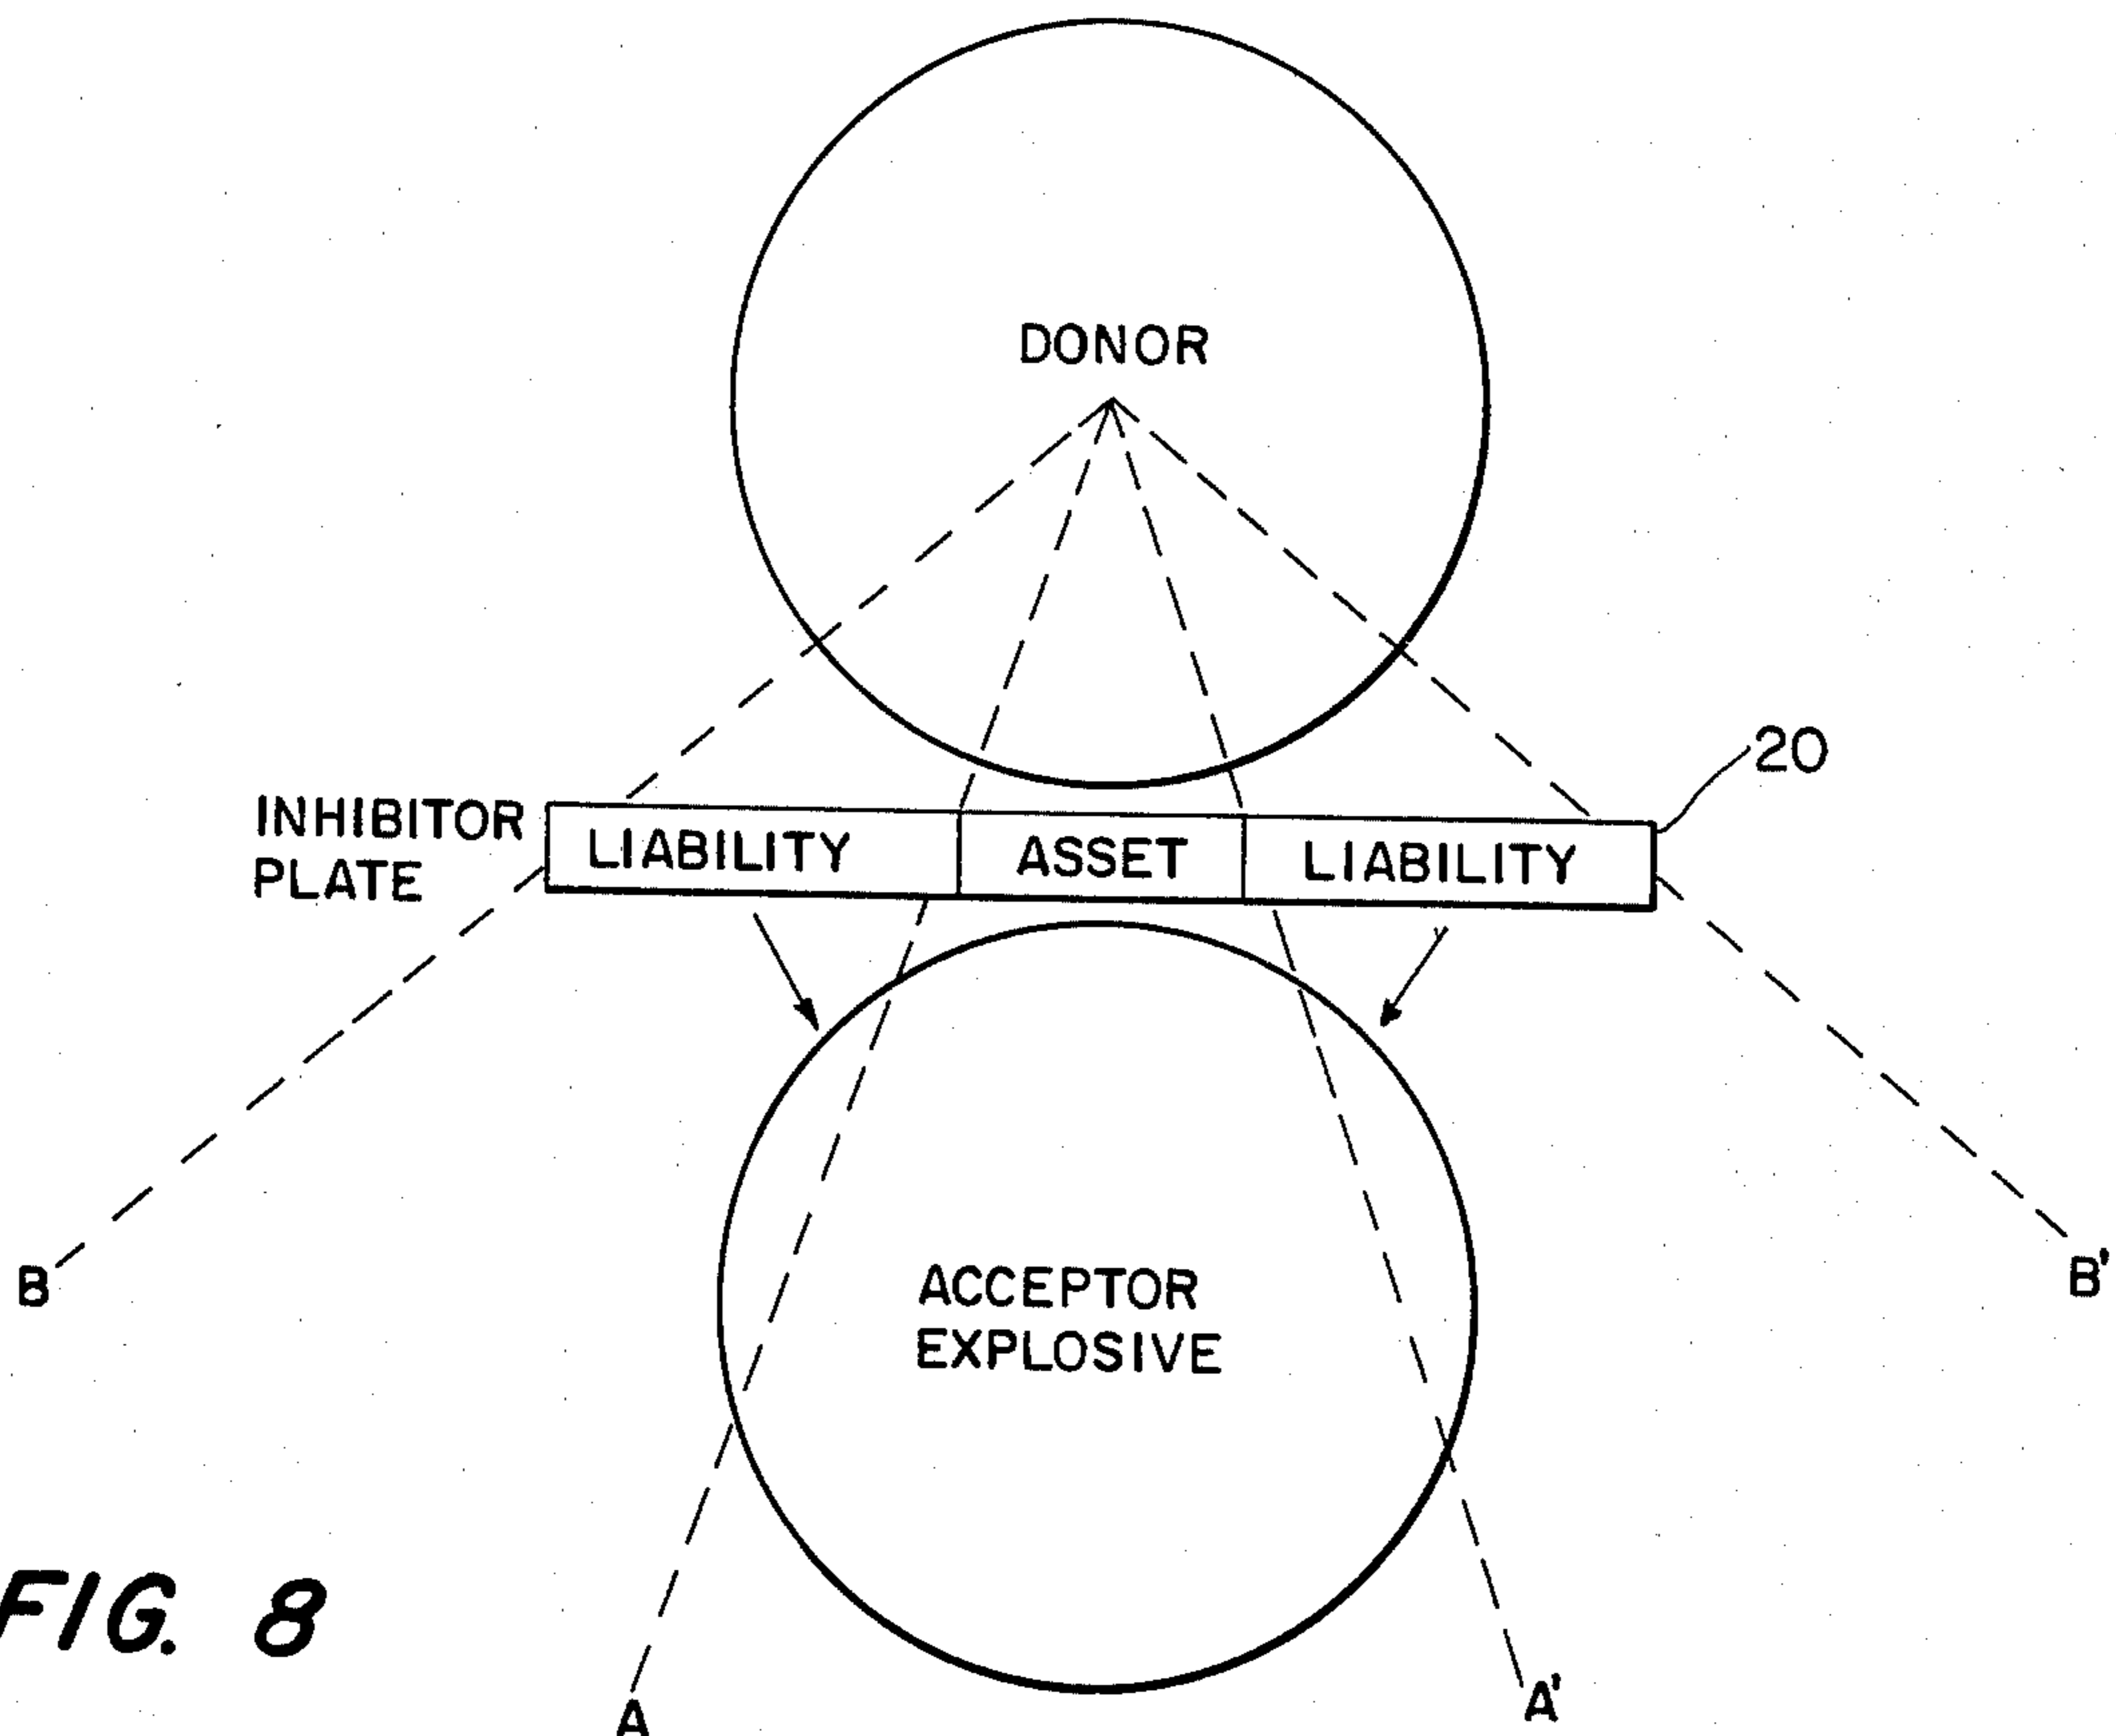 DONOR
20
INHIBITOR
PLATE
LIABILITY
ASSET
LIABILITY
B
B'
ACCEPTOR
EXPLOSIVE
FIG. 8
A
A'